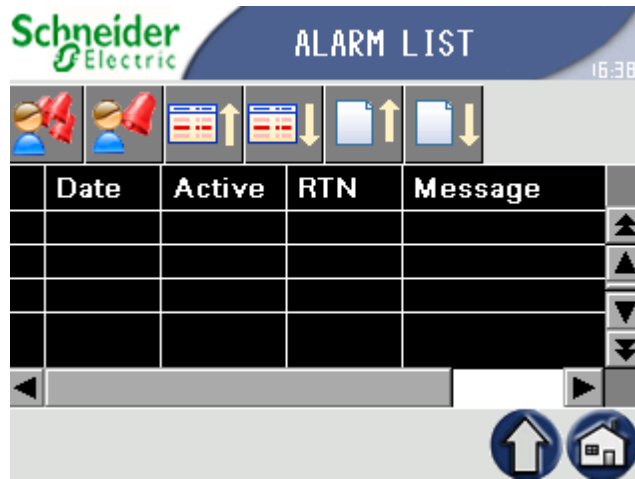 Schneider
Electric
ALARM LIST
16:38
Date Active RTN Message